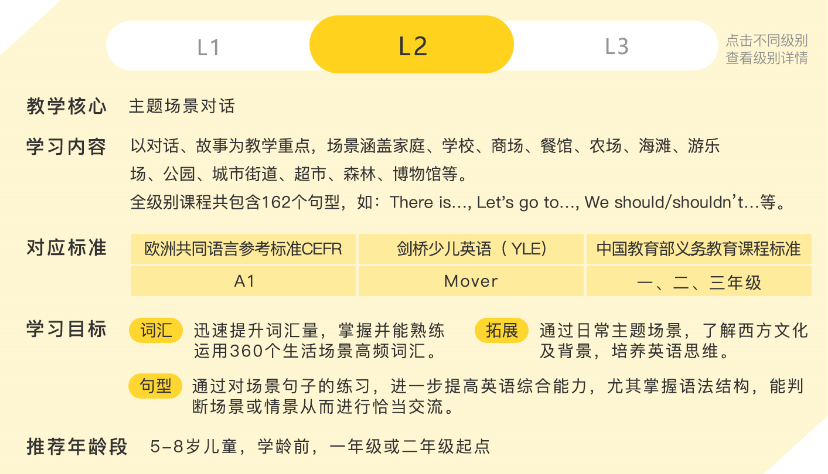 L1
L2
L3
点击不同级别
查看级别详情
教学核心 主题场景对话
学习内容 以对话、故事为教学重点，场景涵盖家庭、学校、商场、餐馆、农场、海滩、游乐
场、公园、城市街道、超市、森林、博物馆等。
全级别课程共包含162个句型，如：There is…, Let's go to…, We should/shouldn't…等。
对应标准 欧洲共同语言参考标准CEFR 剑桥少儿英语（YLE） 中国教育部义务教育课程标准
A1 Mover 一、二、三年级
学习目标 词汇 迅速提升词汇量，掌握并能熟练
运用360个生活场景高频词汇。
拓展 通过日常主题场景，了解西方文化
及背景，培养英语思维。
句型 通过对场景句子的练习，进一步提高英语综合能力，尤其掌握语法结构，能判
断场景或情景从而进行恰当交流。
推荐年龄段 5-8岁儿童，学龄前，一年级或二年级起点